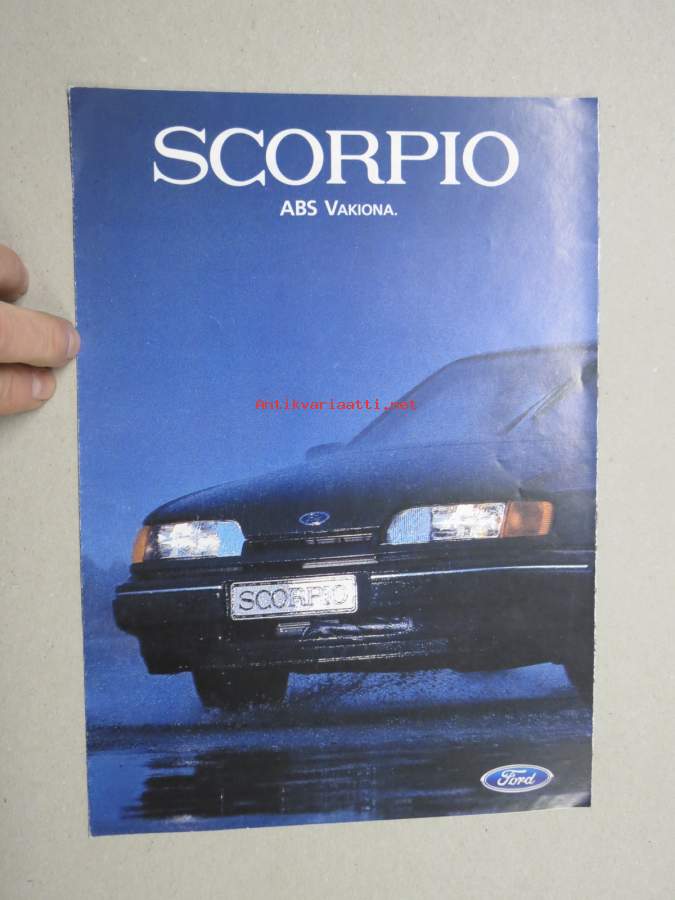 SCORPIO
ABS VAKIONA.
Antikvariaatti.net
SCORPIO
Ford